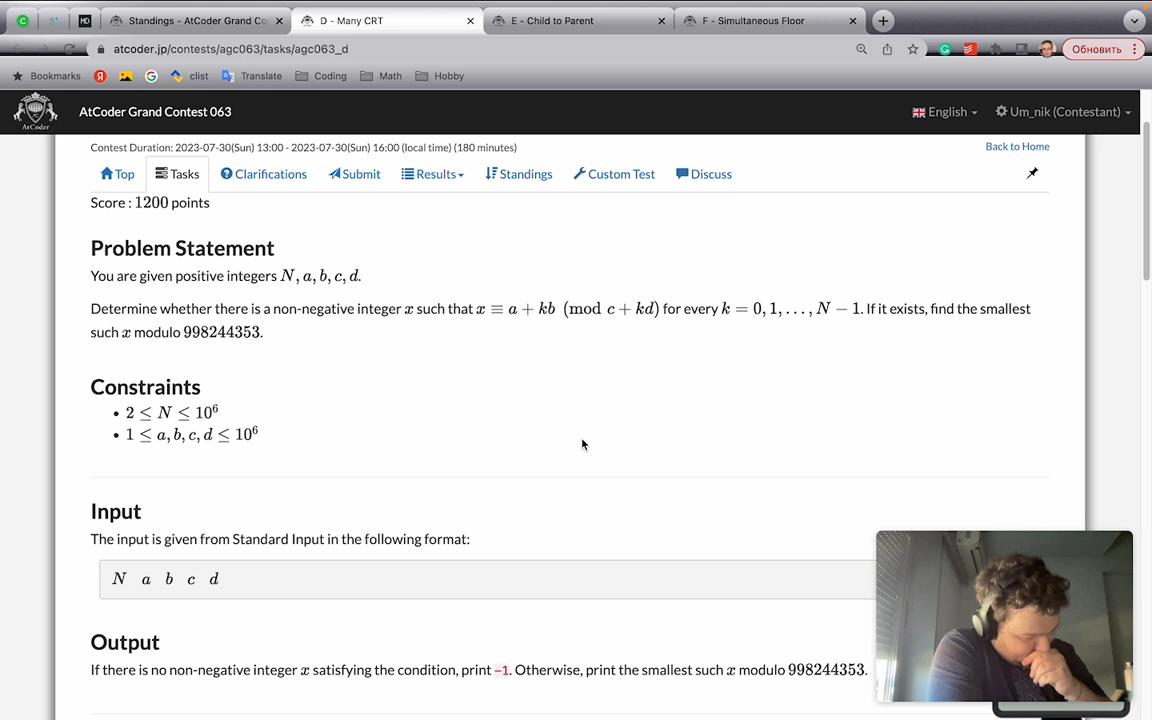 Standings - AtCoder Grand Co
D - Many CRT
E - Child to Parent
F - Simultaneous Floor
atcoder.jp/contests/agc063/tasks/agc063_d
Обновить
Bookmarks
clist
Translate
Coding
Math
Hobby
AtCoder Grand Contest 063
English
Um_nik (Contestant)
Contest Duration: 2023-07-30(Sun) 13:00 - 2023-07-30(Sun) 16:00 (local time) (180 minutes)
Back to Home
Top
Tasks
Clarifications
Submit
Results
Standings
Custom Test
Discuss
Score : 1200 points
Problem Statement
You are given positive integers N, a, b, c, d.
Determine whether there is a non-negative integer x such that x ≡ a + kb (mod c + kd) for every k = 0, 1, . . . , N − 1. If it exists, find the smallest
such x modulo 998244353.
Constraints
• 2 ≤ N ≤ 10⁶
• 1 ≤ a, b, c, d ≤ 10⁶
Input
The input is given from Standard Input in the following format:
N a b c d
Output
If there is no non-negative integer x satisfying the condition, print -1. Otherwise, print the smallest such x modulo 998244353.